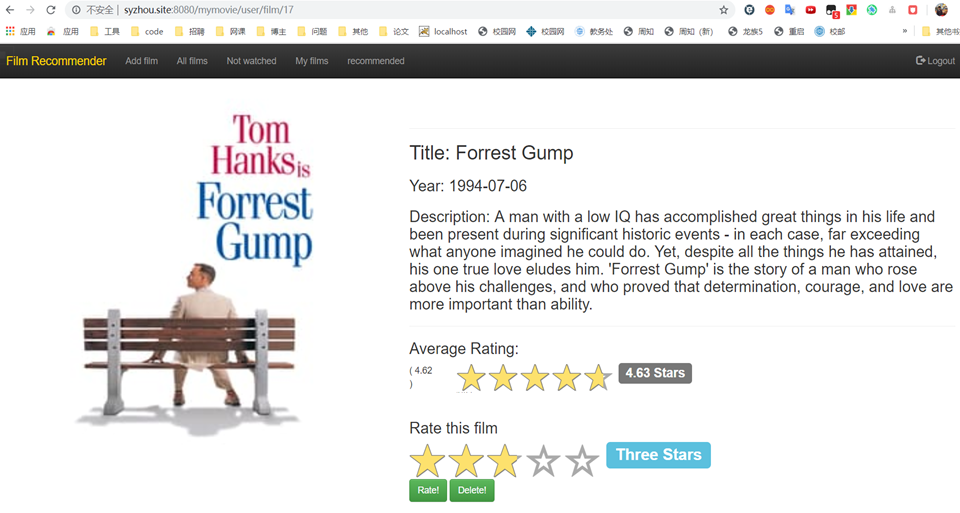 不安全 | syzhou.site:8080/mymovie/user/film/17
应用 应用 工具 code 招聘 网课 博主 问题 其他 论文 localhost 校园网 校园网 教务处 周知 周知（新） 龙族5 重启 校邮 » 其他书
Film Recommender Add film All films Not watched My films recommended Logout
Tom
Hanks is
Forrest
Gump
Title: Forrest Gump
Year: 1994-07-06
Description: A man with a low IQ has accomplished great things in his life and
been present during significant historic events - in each case, far exceeding
what anyone imagined he could do. Yet, despite all the things he has attained,
his one true love eludes him. 'Forrest Gump' is the story of a man who rose
above his challenges, and who proved that determination, courage, and love are
more important than ability.
Average Rating:
( 4.62
)
4.63 Stars
Rate this film
Three Stars
Rate! Delete!